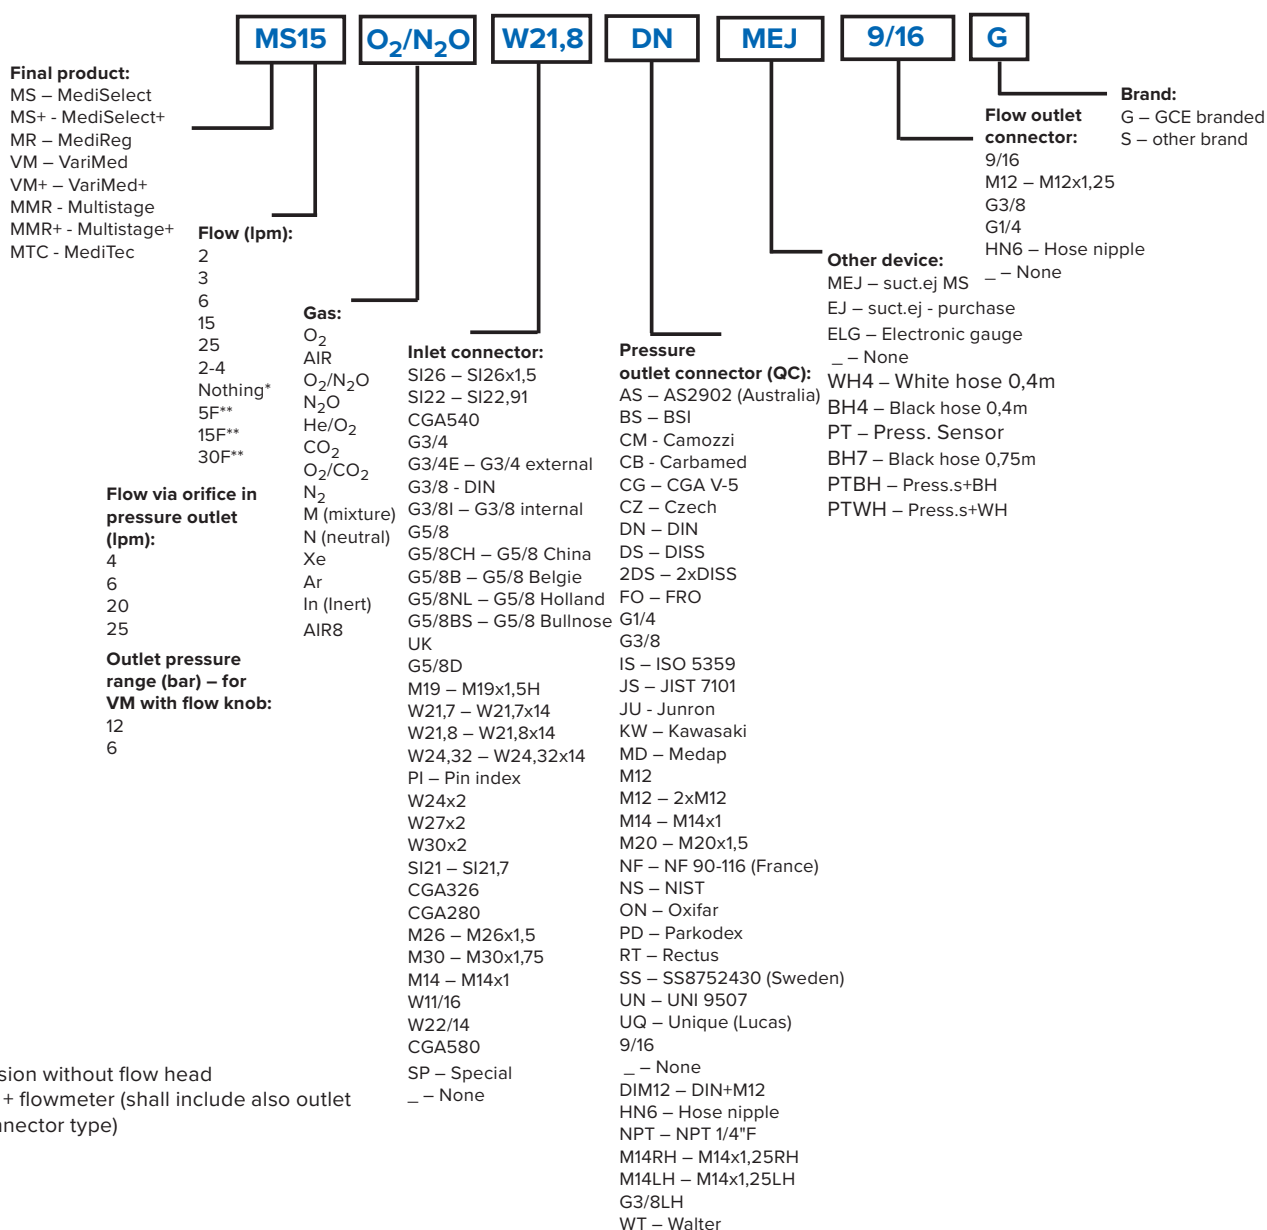 MS15 O₂/N₂O W21,8 DN MEJ 9/16 G
Final product:
MS – MediSelect
MS+ - MediSelect+
MR – MediReg
VM – VariMed
VM+ – VariMed+
MMR - Multistage
MMR+ - Multistage+
MTC - MediTec
Flow (lpm):
2
3
6
15
25
2-4
Nothing*
5F**
15F**
30F**
Flow via orifice in
pressure outlet
(lpm):
4
6
20
25
Outlet pressure
range (bar) – for
VM with flow knob:
12
6
Gas:
O₂
AIR
O₂/N₂O
N₂O
He/O₂
CO₂
O₂/CO₂
N₂
M (mixture)
N (neutral)
Xe
Ar
In (Inert)
AIR8
Inlet connector:
SI26 – SI26x1,5
SI22 – SI22,91
CGA540
G3/4
G3/4E – G3/4 external
G3/8 - DIN
G3/8I – G3/8 internal
G5/8
G5/8CH – G5/8 China
G5/8B – G5/8 Belgie
G5/8NL – G5/8 Holland
G5/8BS – G5/8 Bullnose
UK
G5/8D
M19 – M19x1,5H
W21,7 – W21,7x14
W21,8 – W21,8x14
W24,32 – W24,32x14
PI – Pin index
W24x2
W27x2
W30x2
SI21 – SI21,7
CGA326
CGA280
M26 – M26x1,5
M30 – M30x1,75
M14 – M14x1
W11/16
W22/14
CGA580
SP – Special
_ – None
Pressure
outlet connector (QC):
AS – AS2902 (Australia)
BS – BSI
CM - Camozzi
CB - Carbamed
CG – CGA V-5
CZ – Czech
DN – DIN
DS – DISS
2DS – 2xDISS
FO – FRO
G1/4
G3/8
IS – ISO 5359
JS – JIST 7101
JU - Junron
KW – Kawasaki
MD – Medap
M12
M12 – 2xM12
M14 – M14x1
M20 – M20x1,5
NF – NF 90-116 (France)
NS – NIST
ON – Oxifar
PD – Parkodex
RT – Rectus
SS – SS8752430 (Sweden)
UN – UNI 9507
UQ – Unique (Lucas)
9/16
_ – None
DIM12 – DIN+M12
HN6 – Hose nipple
NPT – NPT 1/4"F
M14RH – M14x1,25RH
M14LH – M14x1,25LH
G3/8LH
WT – Walter
Other device:
MEJ – suct.ej MS
EJ – suct.ej - purchase
ELG – Electronic gauge
_ – None
WH4 – White hose 0,4m
BH4 – Black hose 0,4m
PT – Press. Sensor
BH7 – Black hose 0,75m
PTBH – Press.s+BH
PTWH – Press.s+WH
Flow outlet
connector:
9/16
M12 – M12x1,25
G3/8
G1/4
HN6 – Hose nipple
_ – None
Brand:
G – GCE branded
S – other brand
sion without flow head
+ flowmeter (shall include also outlet
nnector type)